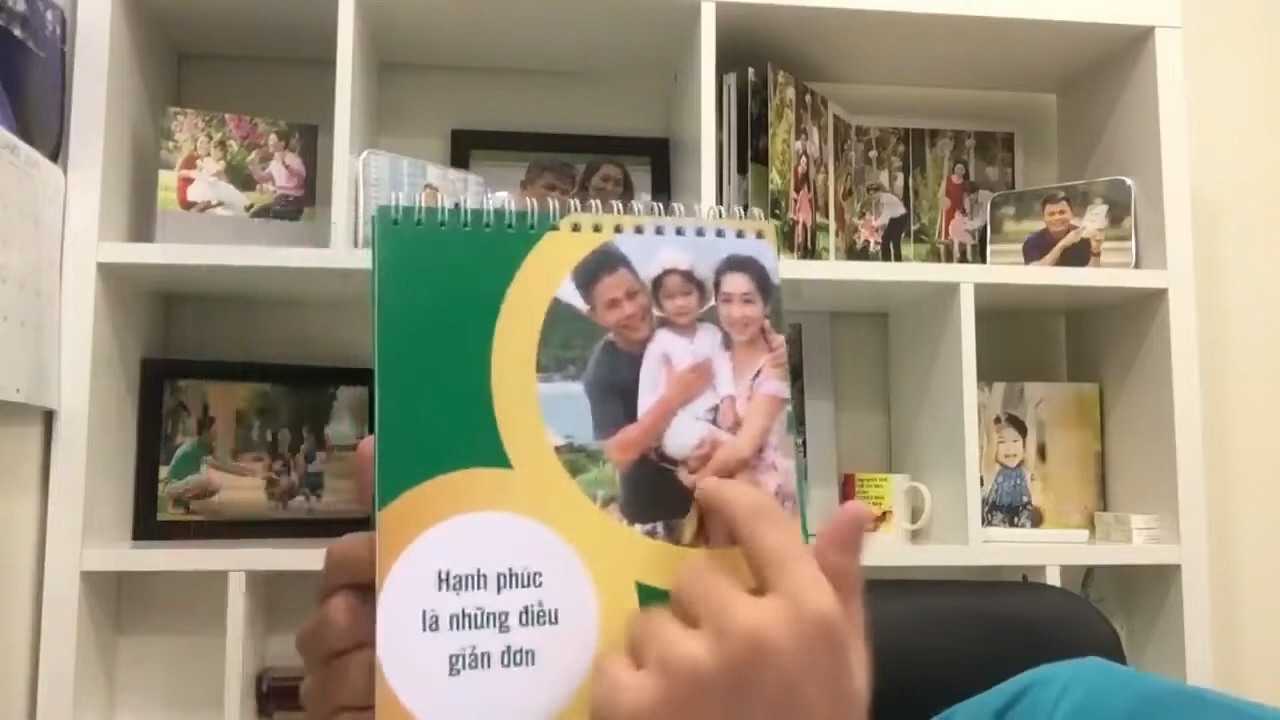 Hạnh phúc
là những điều
giản đơn